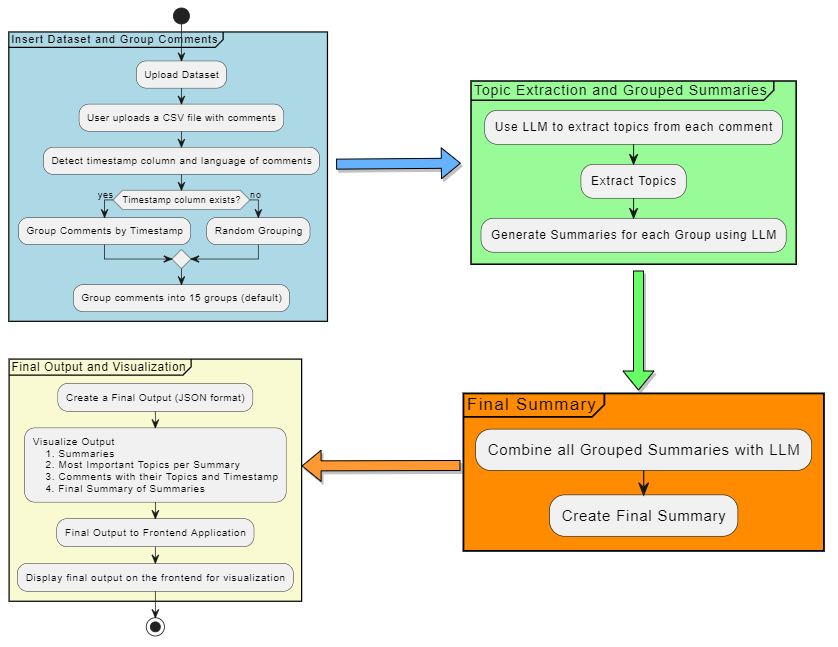 Insert Dataset and Group Comments
Upload Dataset
User uploads a CSV file with comments
Detect timestamp column and language of comments
yes
Timestamp column exists?
no
Group Comments by Timestamp
Random Grouping
Group comments into 15 groups (default)
Topic Extraction and Grouped Summaries
Use LLM to extract topics from each comment
Extract Topics
Generate Summaries for each Group using LLM
Final Summary
Combine all Grouped Summaries with LLM
Create Final Summary
Final Output and Visualization
Create a Final Output (JSON format)
Visualize Output
1. Summaries
2. Most Important Topics per Summary
3. Comments with their Topics and Timestamp
4. Final Summary of Summaries
Final Output to Frontend Application
Display final output on the frontend for visualization